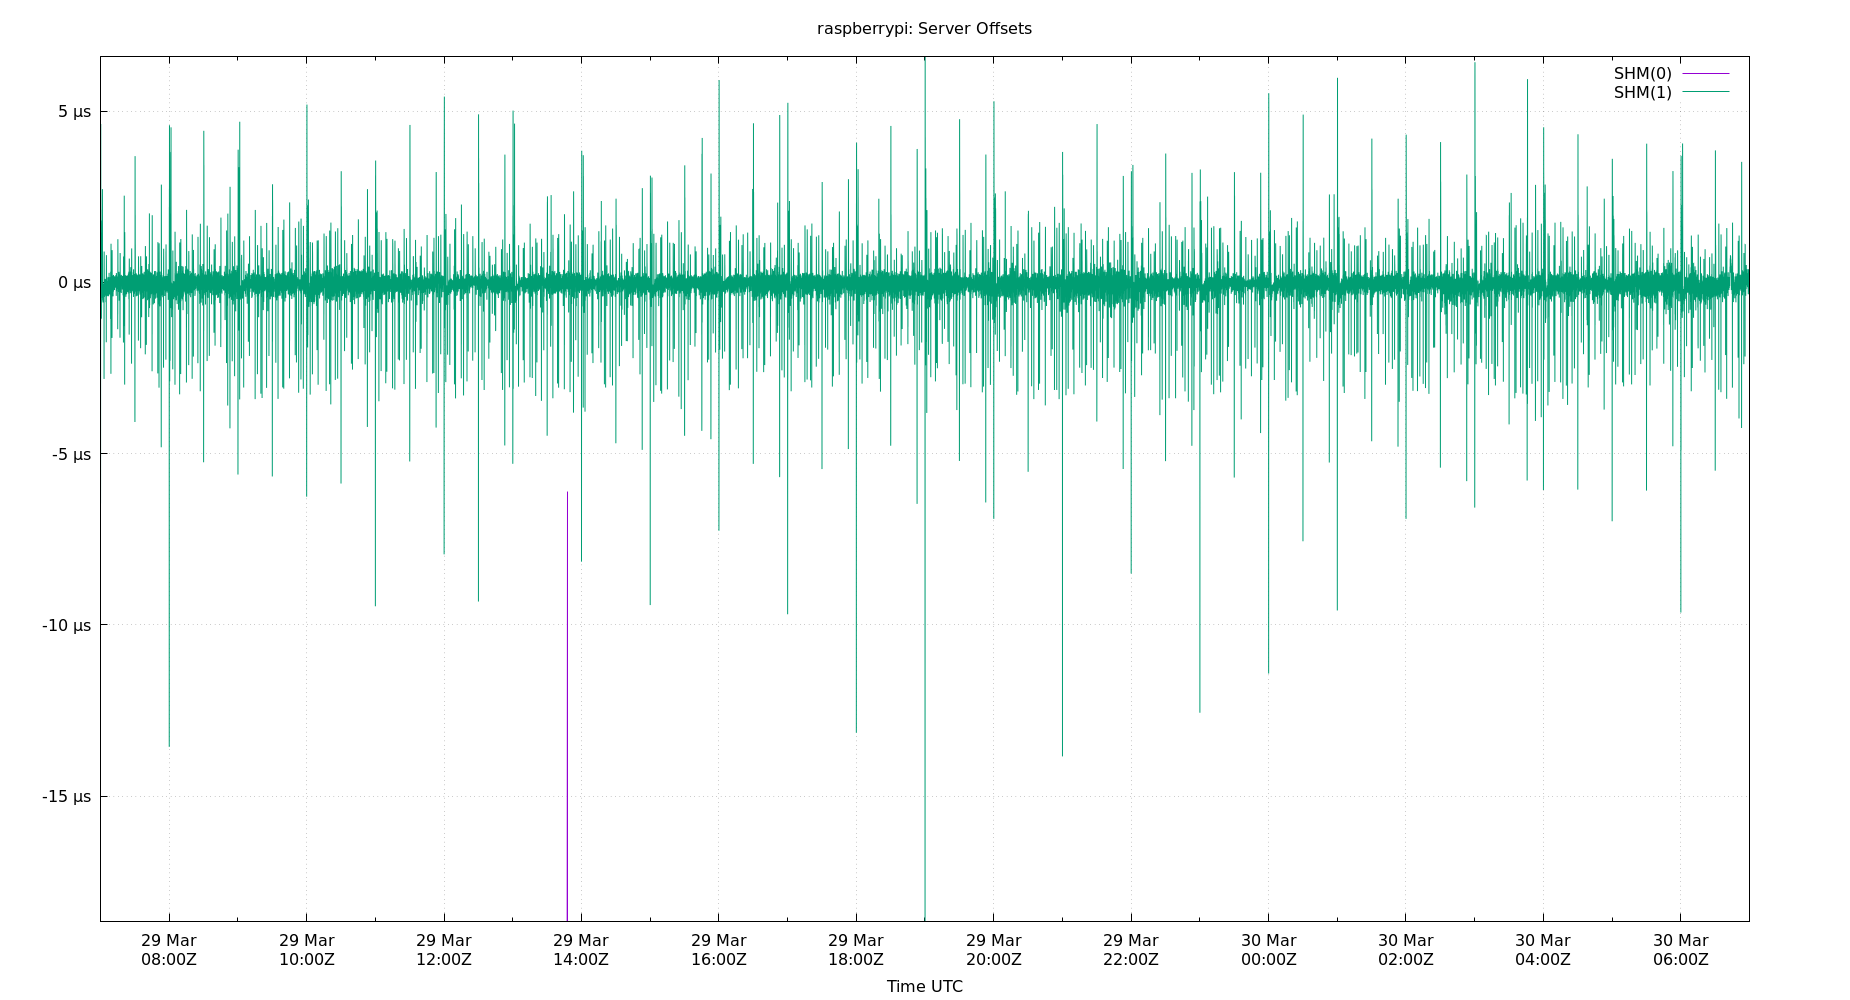 raspberrypi: Server Offsets
SHM(0)
SHM(1)
5 µs
0 µs
-5 µs
-10 µs
-15 µs
29 Mar 29 Mar 29 Mar 29 Mar 29 Mar 29 Mar 29 Mar 29 Mar 30 Mar 30 Mar 30 Mar 30 Mar
08:00Z 10:00Z 12:00Z 14:00Z 16:00Z 18:00Z 20:00Z 22:00Z 00:00Z 02:00Z 04:00Z 06:00Z
Time UTC